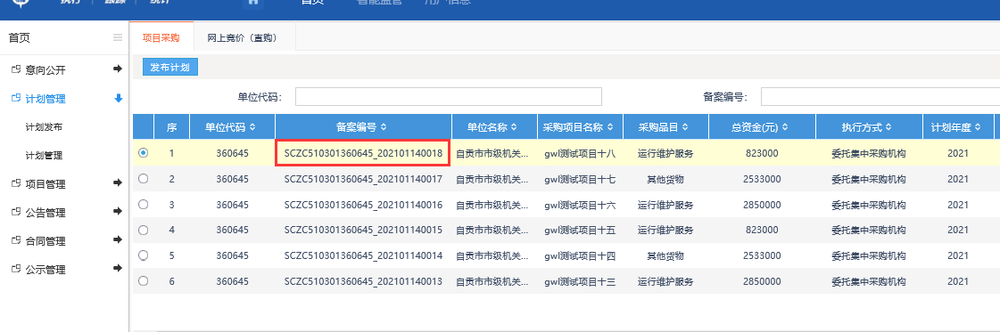 执行 跟踪 统计 首页 智能监管 用户信息
首页
意向公开
计划管理
计划发布
计划管理
项目管理
公告管理
合同管理
公示管理
项目采购 网上竞价（直购）
发布计划
单位代码: 备案编号:
序 单位代码 备案编号 单位名称 采购项目名称 采购品目 总资金(元) 执行方式 计划年度
1 360645 SCZC510301360645_202101140018 自贡市市级机关... gwl测试项目十八 运行维护服务 823000 委托集中采购机构 2021
2 360645 SCZC510301360645_202101140017 自贡市市级机关... gwl测试项目十七 其他货物 2533000 委托集中采购机构 2021
3 360645 SCZC510301360645_202101140016 自贡市市级机关... gwl测试项目十六 运行维护服务 2850000 委托集中采购机构 2021
4 360645 SCZC510301360645_202101140015 自贡市市级机关... gwl测试项目十五 运行维护服务 823000 委托集中采购机构 2021
5 360645 SCZC510301360645_202101140014 自贡市市级机关... gwl测试项目十四 其他货物 2533000 委托集中采购机构 2021
6 360645 SCZC510301360645_202101140013 自贡市市级机关... gwl测试项目十三 运行维护服务 2850000 委托集中采购机构 2021